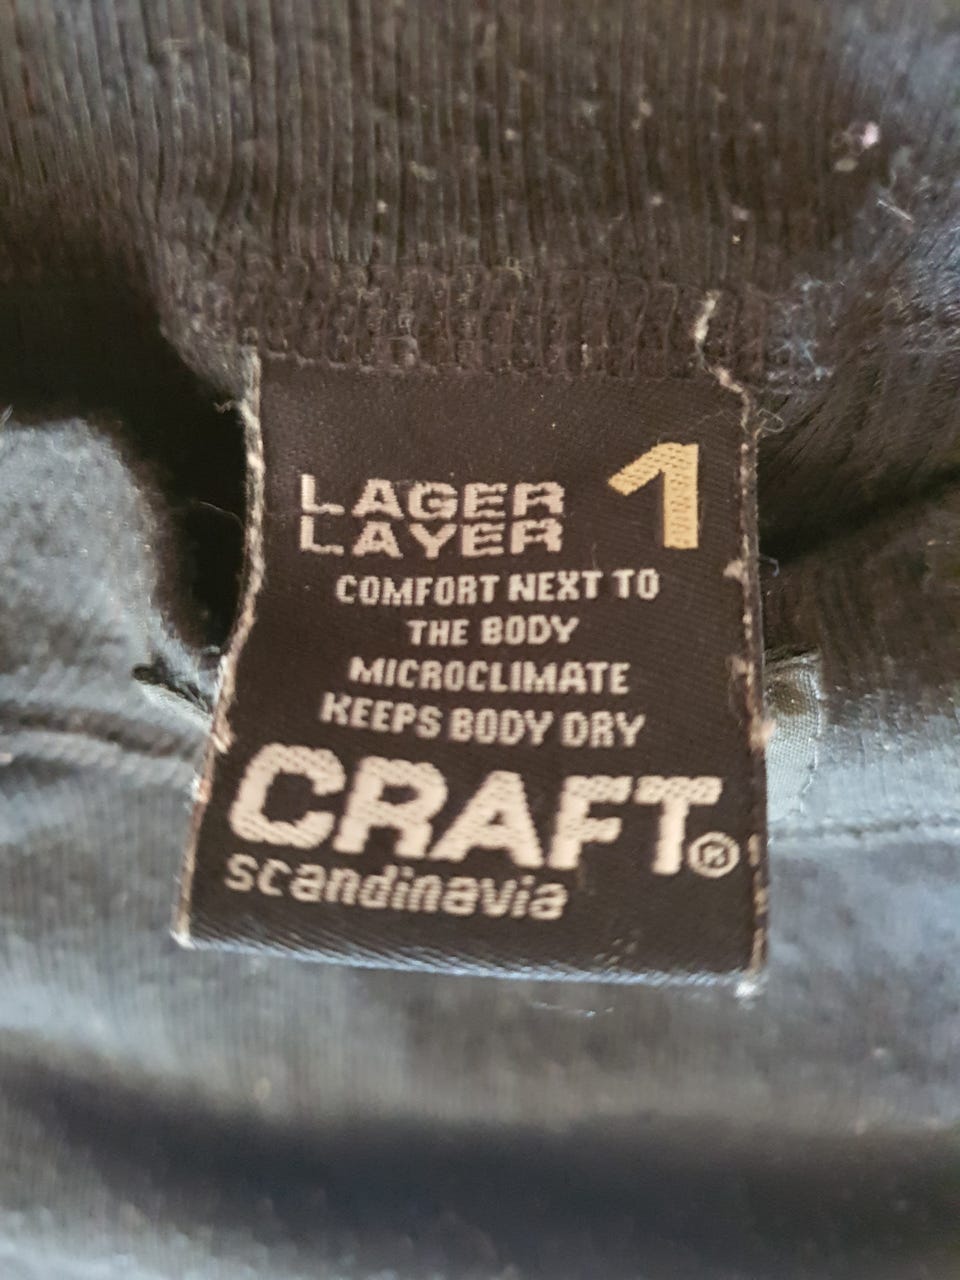 LAGER 1
LAYER
COMFORT NEXT TO
THE BODY
MICROCLIMATE
KEEPS BODY DRY
CRAFT®
scandinavia